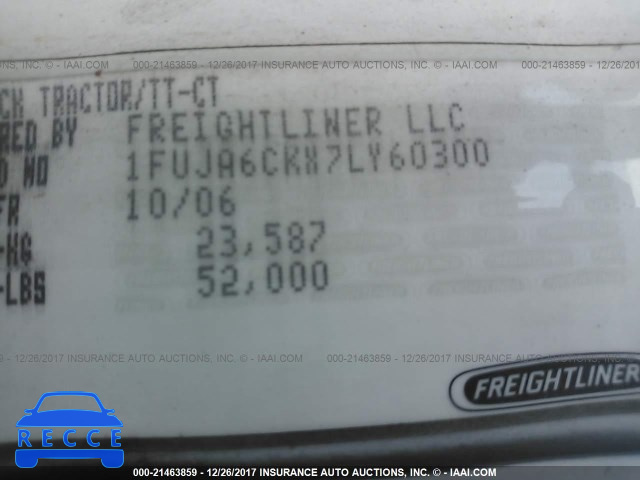 000-21463859 - 12/26/2017 INSURANCE AUTO AUCTIONS, INC. © - IAAI.COM
CK TRACTOR/TT-CT
RED BY FREIGHTLINER LLC
D NO 1FUJA6CKX7LY60300
FR 10/06
-KG 23,587
-LBS 52,000
000-21463859 - 12/26/2017 INSURANCE AUTO AUCTIONS, INC. © - IAAI.COM
FREIGHTLINER
RECCE
000-21463859 - 12/26/2017 INSURANCE AUTO AUCTIONS, INC. © - IAAI.COM